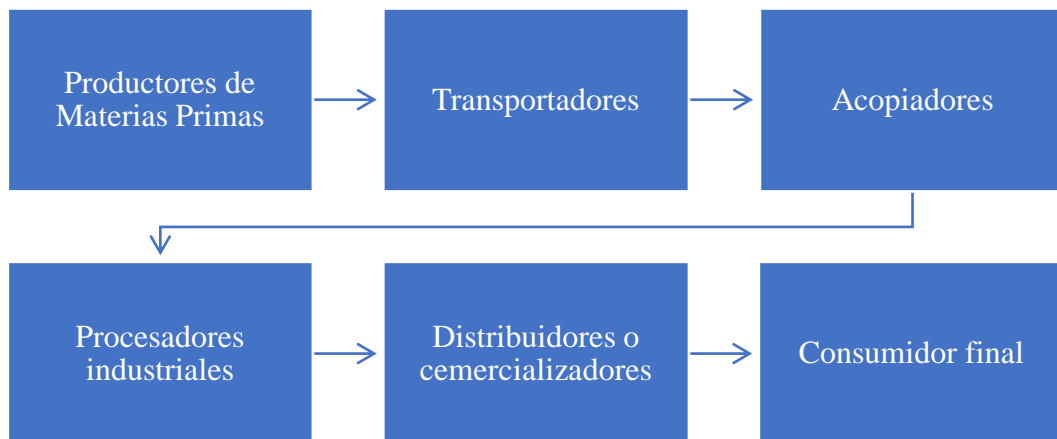 Productores de
Materias Primas
Transportadores
Acopiadores
Procesadores
industriales
Distribuidores o
cemercializadores
Consumidor final